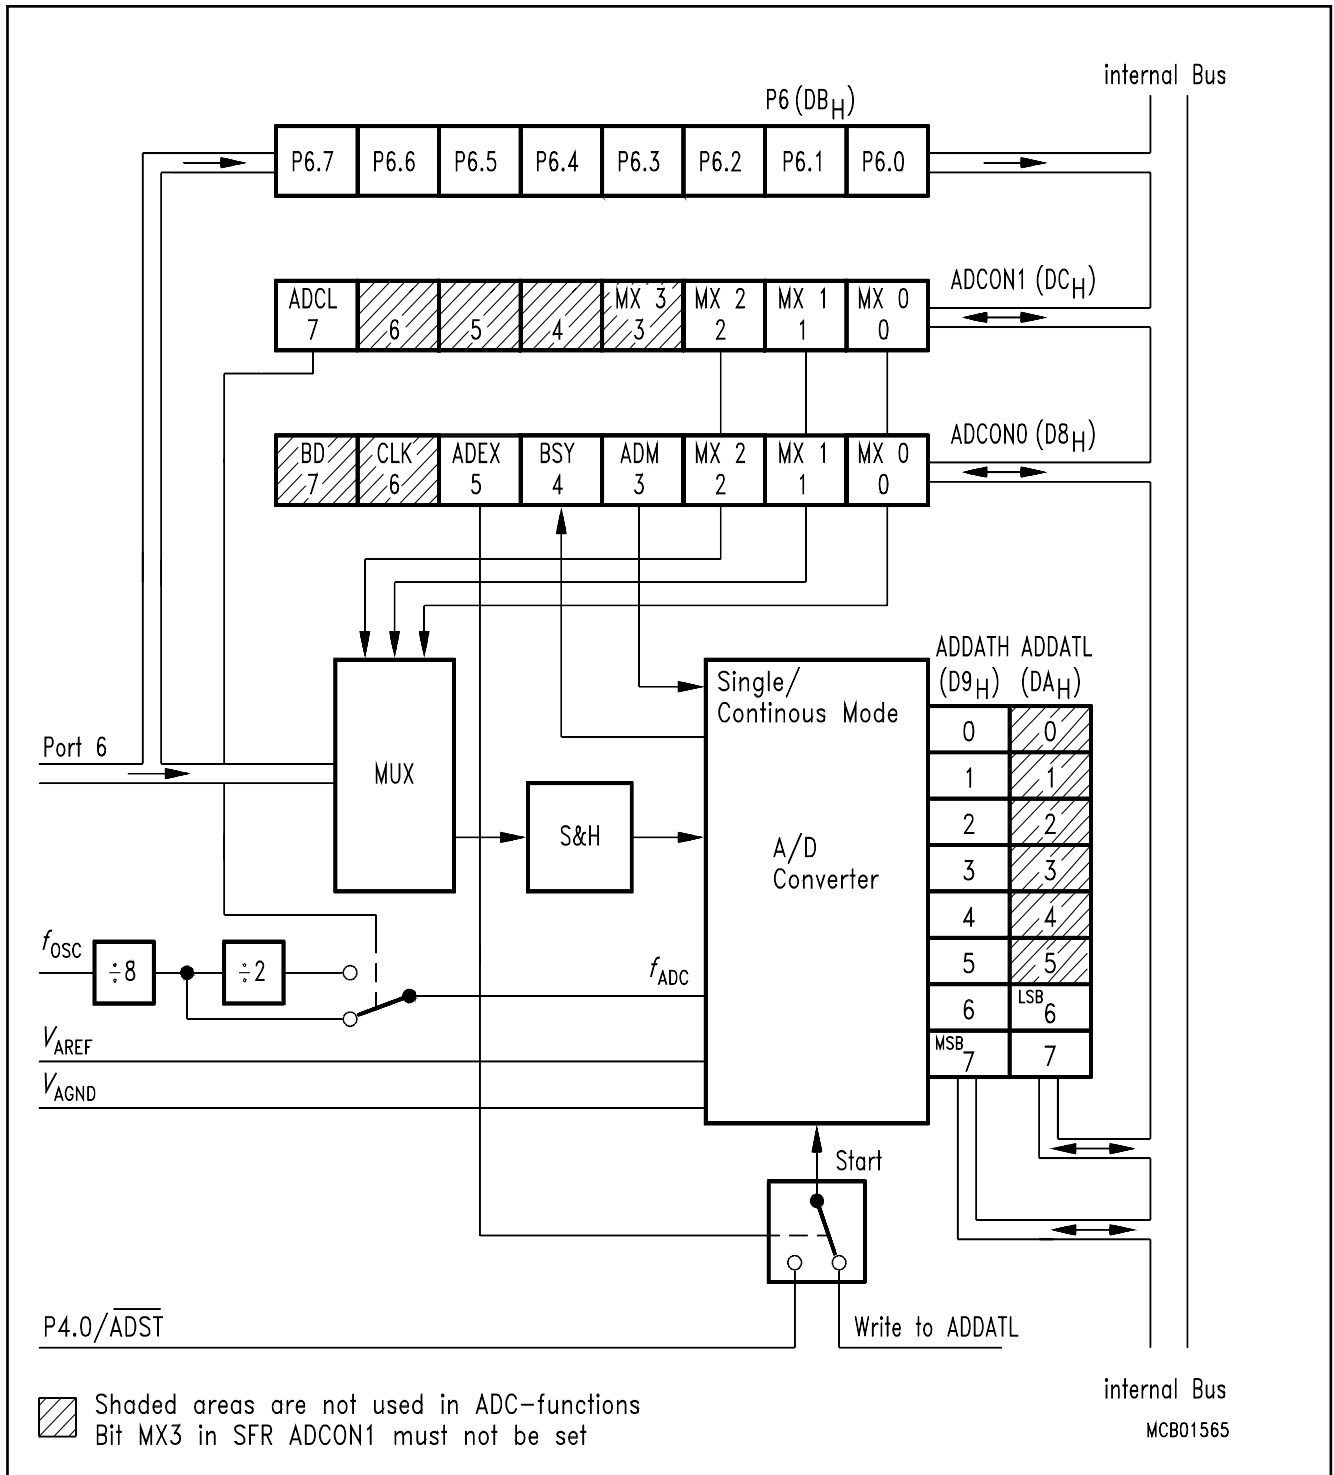 internal Bus
P6 (DBH)
P6.7 P6.6 P6.5 P6.4 P6.3 P6.2 P6.1 P6.0
ADCON1 (DCH)
ADCL MX 3 MX 2 MX 1 MX 0
7 6 5 4 3 2 1 0
ADCON0 (D8H)
BD CLK ADEX BSY ADM MX 2 MX 1 MX 0
7 6 5 4 3 2 1 0
ADDATH ADDATL
(D9H) (DAH)
Single/
Continous Mode
0 0
1 1
2 2
3 3
4 4
5 5
6 LSB 6
MSB 7 7
Port 6
MUX
S&H
A/D
Converter
fOSC
÷8
÷2
fADC
VAREF
VAGND
Start
P4.0/ADST
Write to ADDATL
internal Bus
Shaded areas are not used in ADC-functions
Bit MX3 in SFR ADCON1 must not be set
MCB01565